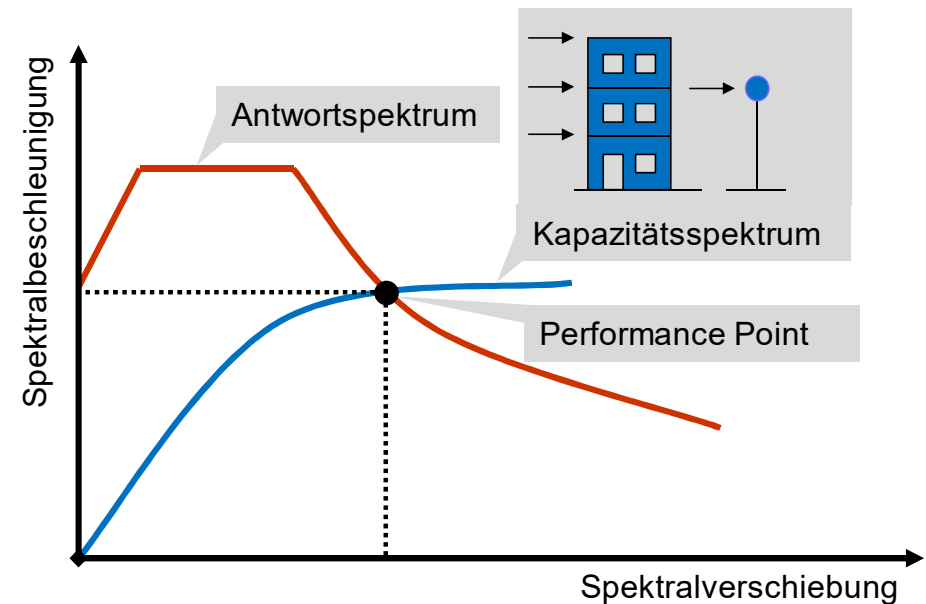 Antwortspektrum
Kapazitätsspektrum
Performance Point
Spektralbeschleunigung
Spektralverschiebung